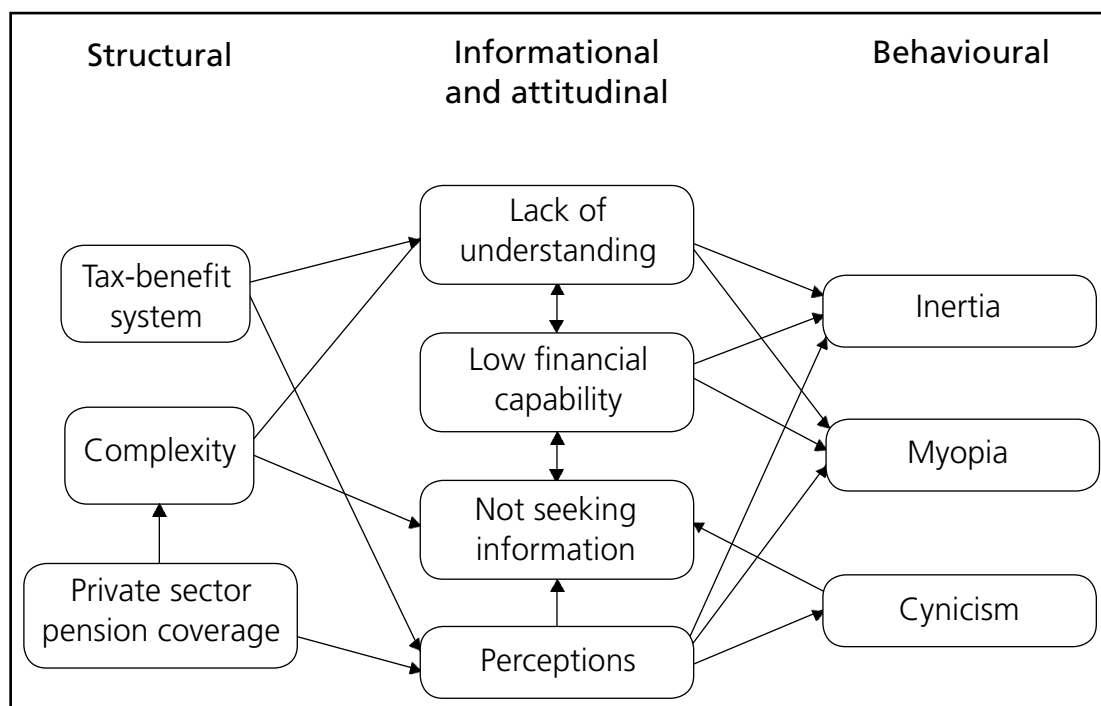 Structural
Informational
and attitudinal
Behavioural
Lack of
understanding
Tax-benefit
system
Inertia
Low financial
capability
Complexity
Myopia
Not seeking
information
Private sector
pension coverage
Cynicism
Perceptions